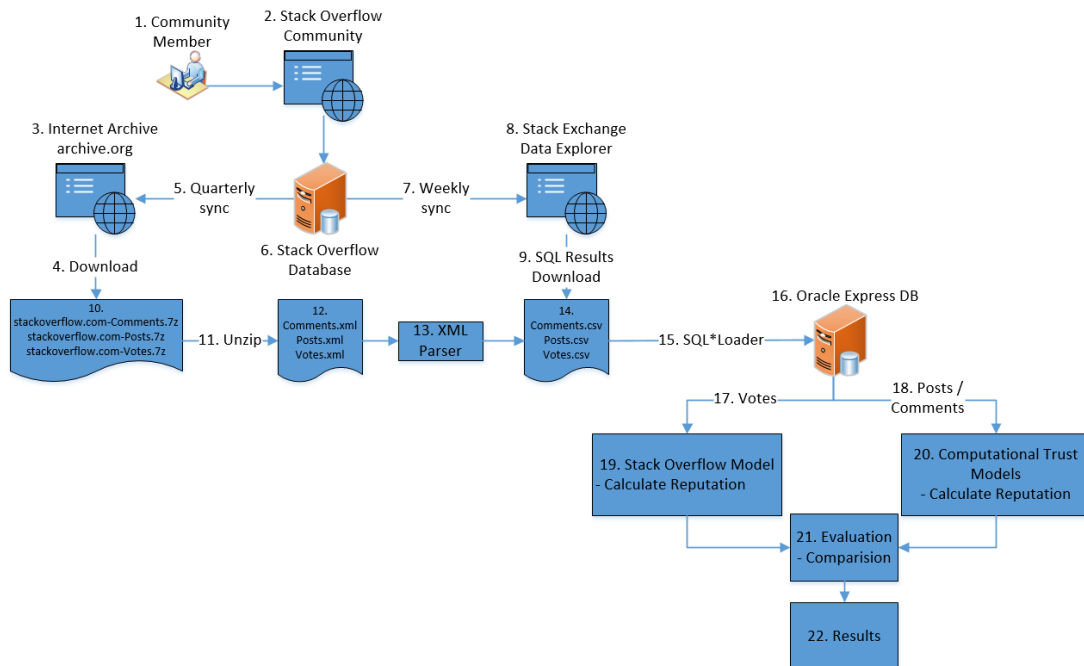 1. Community
Member
2. Stack Overflow
Community
3. Internet Archive
archive.org
8. Stack Exchange
Data Explorer
5. Quarterly
sync
7. Weekly
sync
6. Stack Overflow
Database
4. Download
9. SQL Results
Download
10.
stackoverflow.com-Comments.7z
stackoverflow.com-Posts.7z
stackoverflow.com-Votes.7z
11. Unzip
12.
Comments.xml
Posts.xml
Votes.xml
13. XML
Parser
14.
Comments.csv
Posts.csv
Votes.csv
15. SQL*Loader
16. Oracle Express DB
17. Votes
18. Posts /
Comments
19. Stack Overflow Model
- Calculate Reputation
20. Computational Trust
Models
- Calculate Reputation
21. Evaluation
- Comparision
22. Results